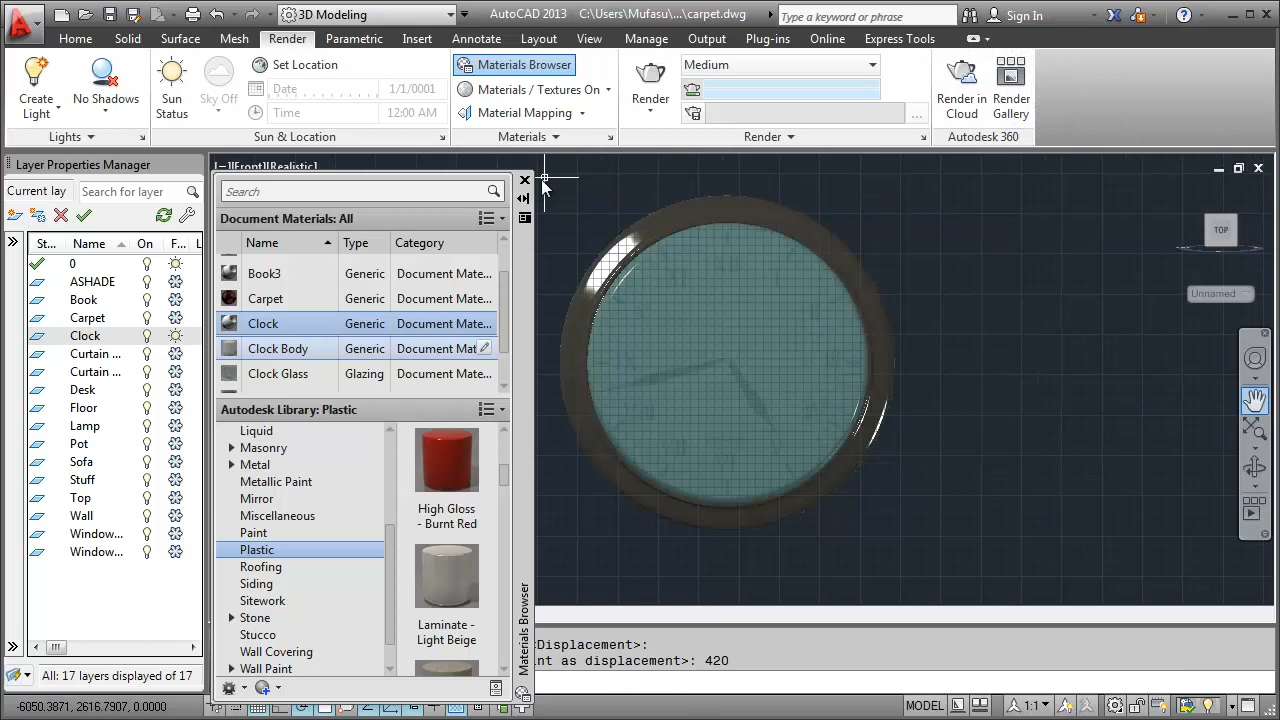 3D Modeling
AutoCAD 2013 C:\Users\Mufasu\...\carpet.dwg
Type a keyword or phrase
Sign In
Home Solid Surface Mesh Render Parametric Insert Annotate Layout View Manage Output Plug-ins Online Express Tools
Create Light
No Shadows
Sun Status
Sky Off
Set Location
Date 1/1/0001
Time 12:00 AM
Materials Browser
Materials / Textures On
Material Mapping
Render
Medium
...
Render in Cloud
Render Gallery
Lights
Sun & Location
Materials
Render
Autodesk 360
Layer Properties Manager
Current lay
Search for layer
St... Name On F... L
0
ASHADE
Book
Carpet
Clock
Curtain ...
Curtain ...
Desk
Floor
Lamp
Pot
Sofa
Stuff
Top
Wall
Window...
Window...
All: 17 layers displayed of 17
[−][Front][Realistic]
Search
Document Materials: All
Name Type Category
Book3 Generic Document Mate...
Carpet Generic Document Mate...
Clock Generic Document Mate...
Clock Body Generic Document Mat
Clock Glass Glazing Document Mate...
Autodesk Library: Plastic
Liquid
Masonry
Metal
Metallic Paint
Mirror
Miscellaneous
Paint
Plastic
Roofing
Siding
Sitework
Stone
Stucco
Wall Covering
Wall Paint
High Gloss - Burnt Red
Laminate - Light Beige
Materials Browser
TOP
Unnamed
Displacement>:
nt as displacement>: 420
-6050.3871, 2616.7907, 0.0000
MODEL
1:1